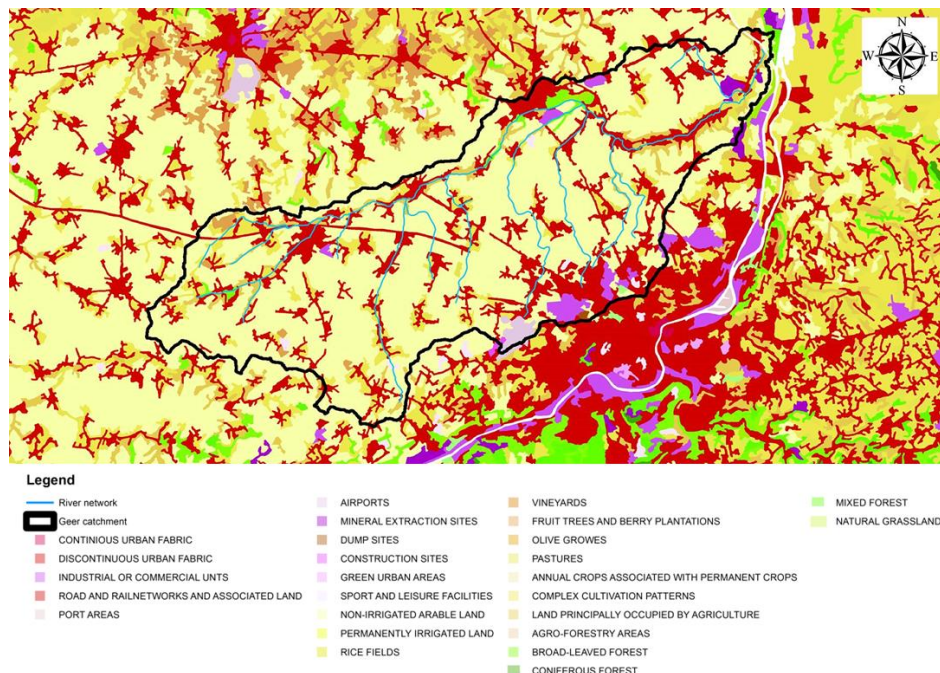 N
W E
S
Legend
River network
Geer catchment
CONTINIOUS URBAN FABRIC
DISCONTINUOUS URBAN FABRIC
INDUSTRIAL OR COMMERCIAL UNTS
ROAD AND RAILNETWORKS AND ASSOCIATED LAND
PORT AREAS
AIRPORTS
MINERAL EXTRACTION SITES
DUMP SITES
CONSTRUCTION SITES
GREEN URBAN AREAS
SPORT AND LEISURE FACILITIES
NON-IRRIGATED ARABLE LAND
PERMANENTLY IRRIGATED LAND
RICE FIELDS
VINEYARDS
FRUIT TREES AND BERRY PLANTATIONS
OLIVE GROWES
PASTURES
ANNUAL CROPS ASSOCIATED WITH PERMANENT CROPS
COMPLEX CULTIVATION PATTERNS
LAND PRINCIPALLY OCCUPIED BY AGRICULTURE
AGRO-FORESTRY AREAS
BROAD-LEAVED FOREST
CONIFEROUS FOREST
MIXED FOREST
NATURAL GRASSLAND